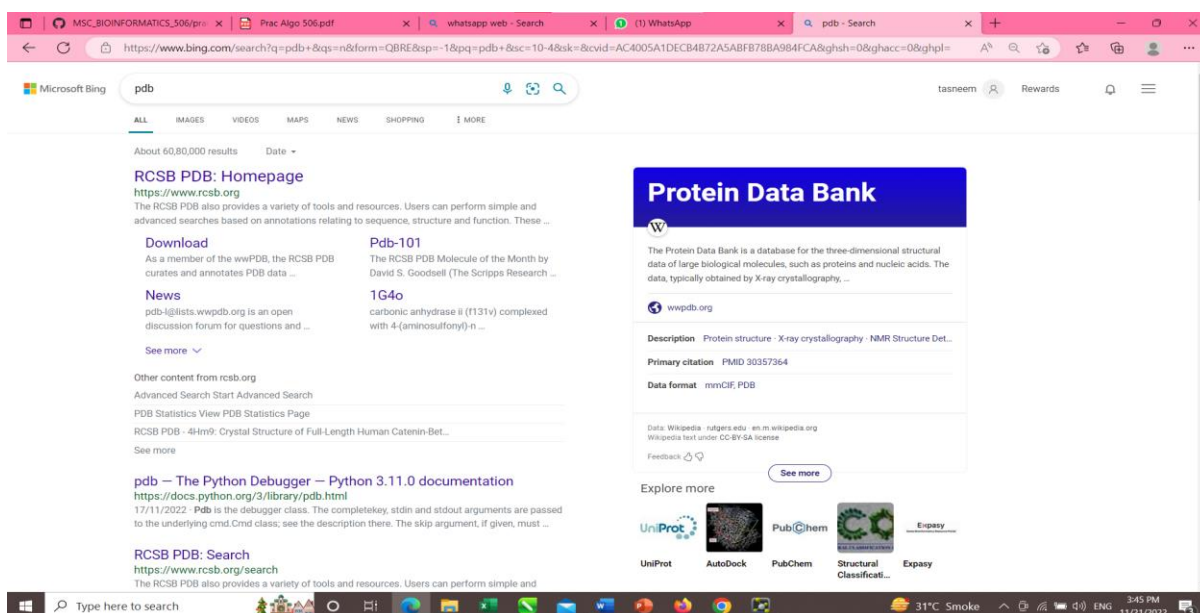 MSC_BIOINFORMATICS_506/pra
Prac Algo 506.pdf
whatsapp web - Search
(1) WhatsApp
pdb - Search
https://www.bing.com/search?q=pdb+&qs=n&form=QBRE&sp=-1&pq=pdb+&sc=10-4&sk=&cvid=AC4005A1DECB4B72A5ABFB78BA984FCA&ghsh=0&ghacc=0&ghpl=
Microsoft Bing
pdb
tasneem
Rewards
ALL IMAGES VIDEOS MAPS NEWS SHOPPING MORE
About 60,80,000 results Date
RCSB PDB: Homepage
https://www.rcsb.org
The RCSB PDB also provides a variety of tools and resources. Users can perform simple and
advanced searches based on annotations relating to sequence, structure and function. These ...
Download
As a member of the wwPDB, the RCSB PDB
curates and annotates PDB data ...
Pdb-101
The RCSB PDB Molecule of the Month by
David S. Goodsell (The Scripps Research ...
News
pdb-l@lists.wwpdb.org is an open
discussion forum for questions and ...
1G4o
carbonic anhydrase ii (f131v) complexed
with 4-(aminosulfonyl)-n ...
See more
Other content from rcsb.org
Advanced Search Start Advanced Search
PDB Statistics View PDB Statistics Page
RCSB PDB - 4Hm9: Crystal Structure of Full-Length Human Catenin-Bet...
See more
pdb — The Python Debugger — Python 3.11.0 documentation
https://docs.python.org/3/library/pdb.html
17/11/2022 · Pdb is the debugger class. The completekey, stdin and stdout arguments are passed
to the underlying cmd.Cmd class; see the description there. The skip argument, if given, must ...
RCSB PDB: Search
https://www.rcsb.org/search
The RCSB PDB also provides a variety of tools and resources. Users can perform simple and
Protein Data Bank
W
The Protein Data Bank is a database for the three-dimensional structural
data of large biological molecules, such as proteins and nucleic acids. The
data, typically obtained by X-ray crystallography, ...
wwpdb.org
Description Protein structure · X-ray crystallography · NMR Structure Det...
Primary citation PMID 30357364
Data format mmCIF, PDB
Data: Wikipedia · rutgers.edu · en.m.wikipedia.org
Wikipedia text under CC-BY-SA license
Feedback
See more
Explore more
UniProt
PubChem
Expasy
UniProt
AutoDock
PubChem
Structural
Classificati...
Expasy
Type here to search
31°C Smoke
ENG
3:45 PM
11/21/2022